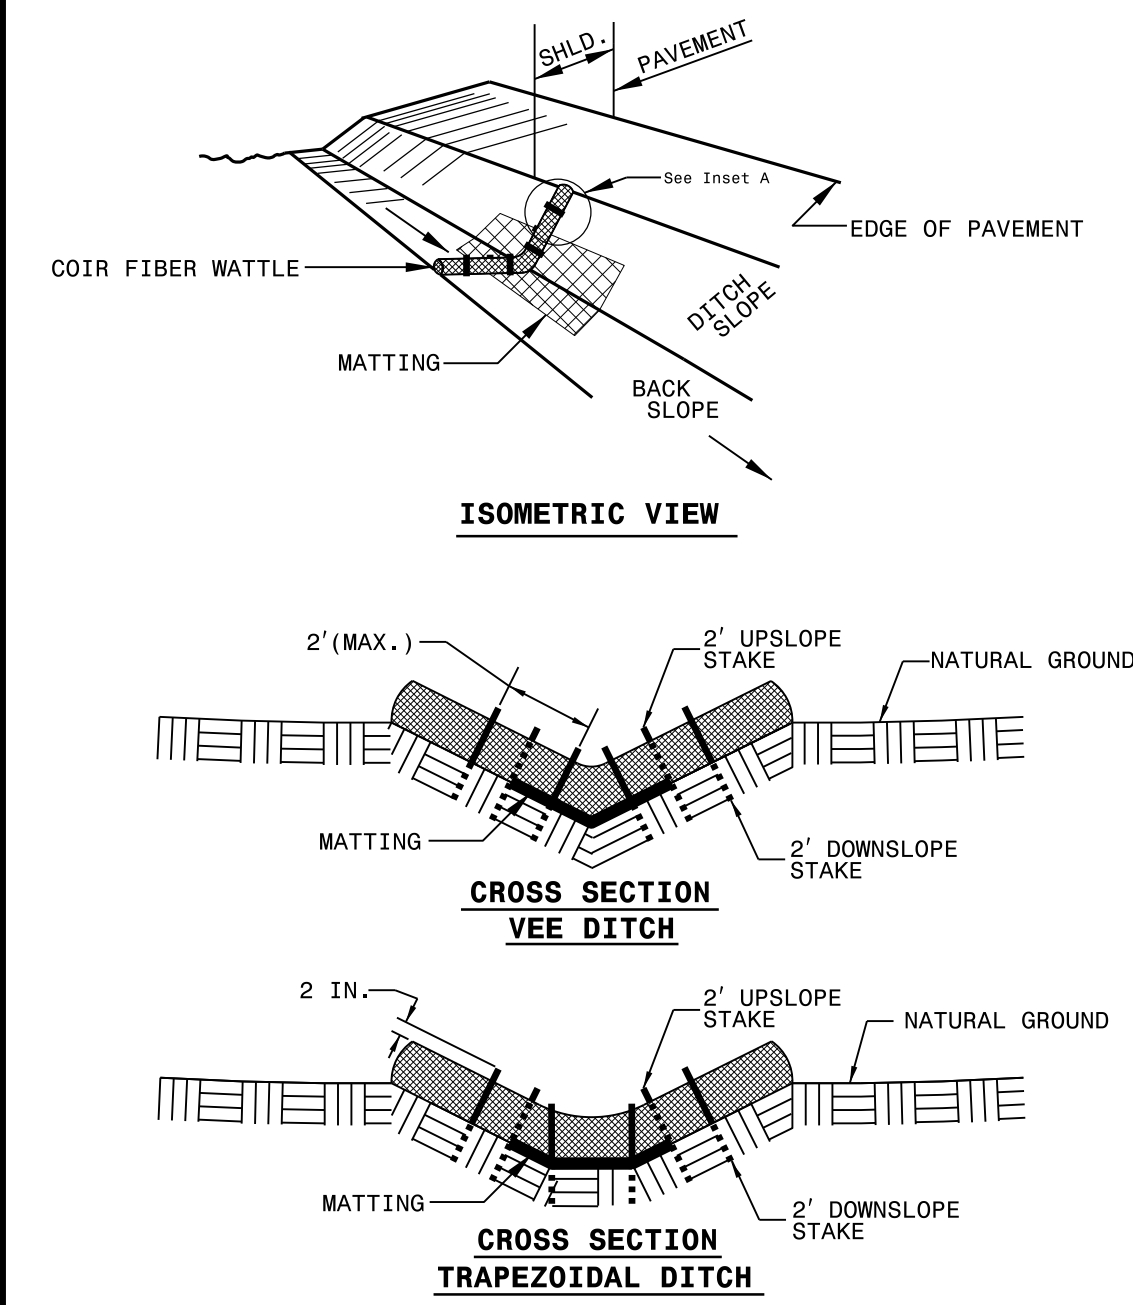 SHLD.
PAVEMENT
See Inset A
EDGE OF PAVEMENT
COIR FIBER WATTLE
DITCH
SLOPE
MATTING
BACK
SLOPE
ISOMETRIC VIEW
2'(MAX.)
2' UPSLOPE
STAKE
NATURAL GROUND
MATTING
2' DOWNSLOPE
STAKE
CROSS SECTION
VEE DITCH
2 IN.
2' UPSLOPE
STAKE
NATURAL GROUND
MATTING
2' DOWNSLOPE
STAKE
CROSS SECTION
TRAPEZOIDAL DITCH